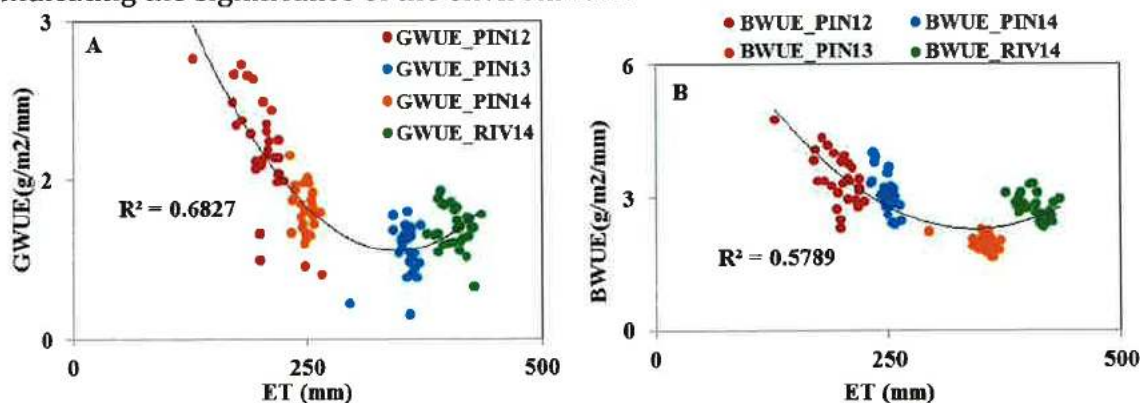 A
GWUE_PIN12
GWUE_PIN13
GWUE_PIN14
GWUE_RIV14
R² = 0.6827
GWUE(g/m2/mm)
3
2
0
0
250
500
ET (mm)
BWUE_PIN12
BWUE_PIN14
BWUE_PIN13
BWUE_RIV14
B
R² = 0.5789
BWUE(g/m2/mm)
6
3
0
0
250
500
ET (mm)